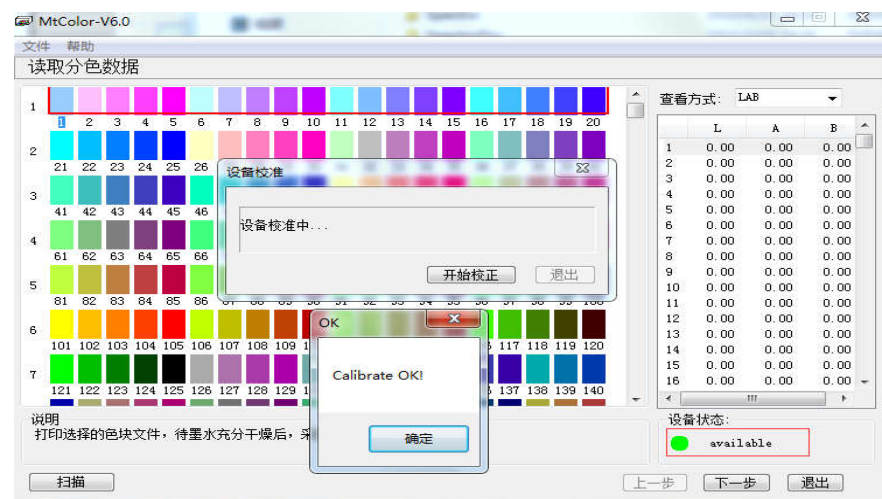 MtColor-V6.0
文件 帮助
读取分色数据
查看方式: LAB
L A B
1 0.00 0.00 0.00
2 0.00 0.00 0.00
3 0.00 0.00 0.00
4 0.00 0.00 0.00
5 0.00 0.00 0.00
6 0.00 0.00 0.00
7 0.00 0.00 0.00
8 0.00 0.00 0.00
9 0.00 0.00 0.00
10 0.00 0.00 0.00
11 0.00 0.00 0.00
12 0.00 0.00 0.00
13 0.00 0.00 0.00
14 0.00 0.00 0.00
15 0.00 0.00 0.00
16 0.00 0.00 0.00
1
1 2 3 4 5 6 7 8 9 10 11 12 13 14 15 16 17 18 19 20
2
21 22 23 24 25 26
3
41 42 43 44 45 46
4
61 62 63 64 65 66
5
81 82 83 84 85 86
6
101 102 103 104 105 106 107 108 109 117 118 119 120
7
121 122 123 124 125 126 127 128 129 137 138 139 140
设备校准
设备校准中...
开始校正 退出
OK
Calibrate OK!
确定
说明
打印选择的色块文件，待墨水充分干燥后，采
设备状态:
available
扫描 上一步 下一步 退出